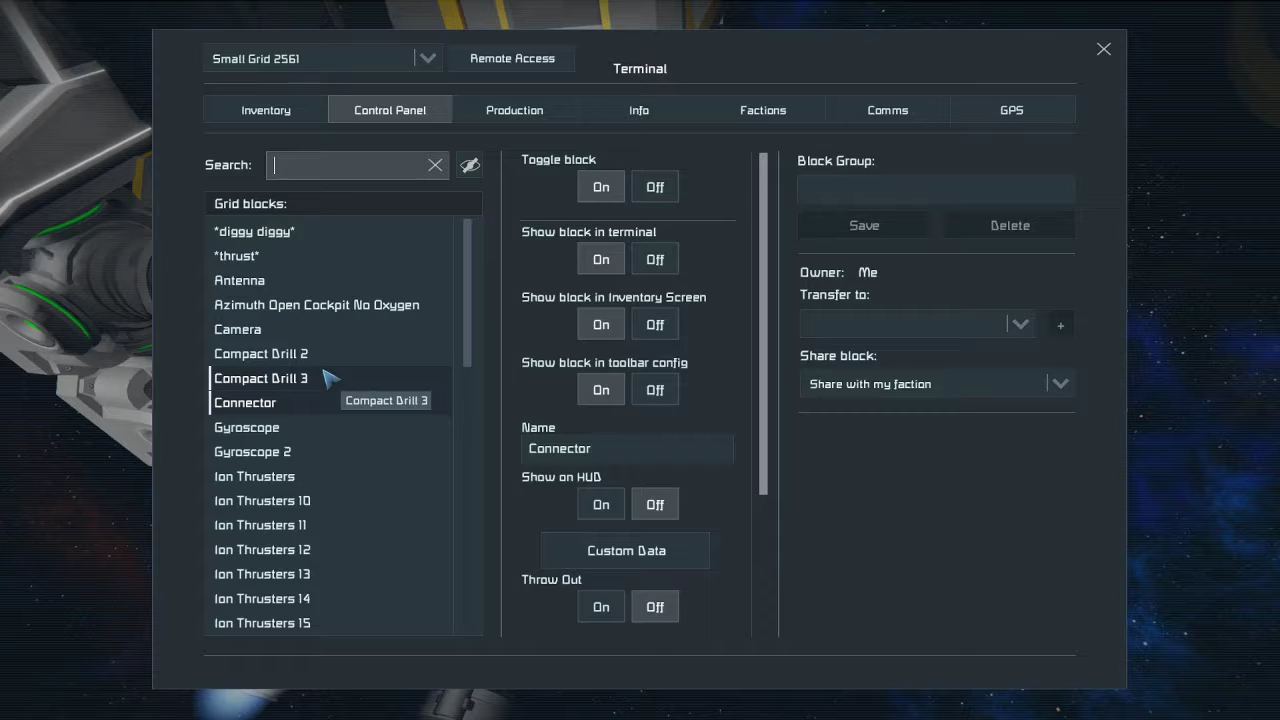 Small Grid 2561
Remote Access
Terminal
Inventory
Control Panel
Production
Info
Factions
Comms
GPS
Search:
Grid blocks:
*diggy diggy*
*thrust*
Antenna
Azimuth Open Cockpit No Oxygen
Camera
Compact Drill 2
Compact Drill 3
Connector
Compact Drill 3
Gyroscope
Gyroscope 2
Ion Thrusters
Ion Thrusters 10
Ion Thrusters 11
Ion Thrusters 12
Ion Thrusters 13
Ion Thrusters 14
Ion Thrusters 15
Toggle block
On Off
Show block in terminal
On Off
Show block in Inventory Screen
On Off
Show block in toolbar config
On Off
Name
Connector
Show on HUD
On Off
Custom Data
Throw Out
On Off
Block Group:
Save
Delete
Owner: Me
Transfer to:
+
Share block:
Share with my faction